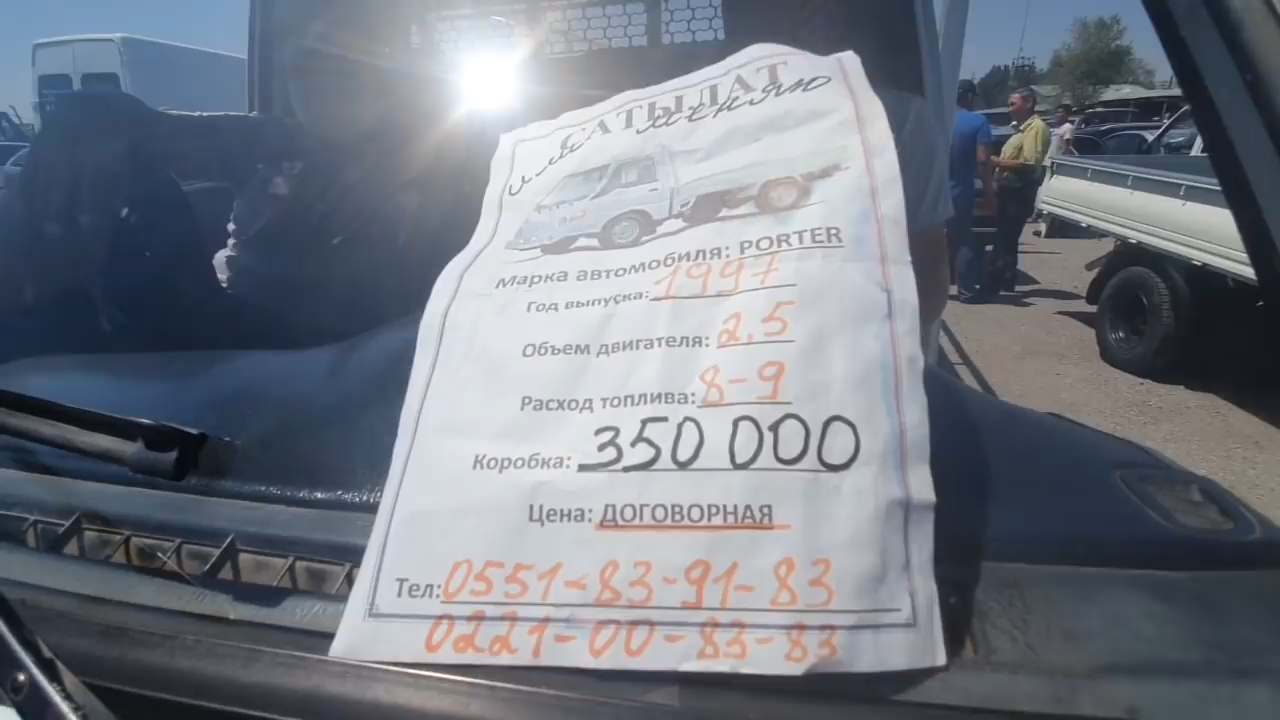 САТЫЛАТ
или меняю
Марка автомобиля: PORTER
Год выпуска: 1997
Объем двигателя: 2,5
Расход топлива: 8-9
Коробка: 350 000
Цена: ДОГОВОРНАЯ
Тел: 0551-83-91-83
0221-00-83-83